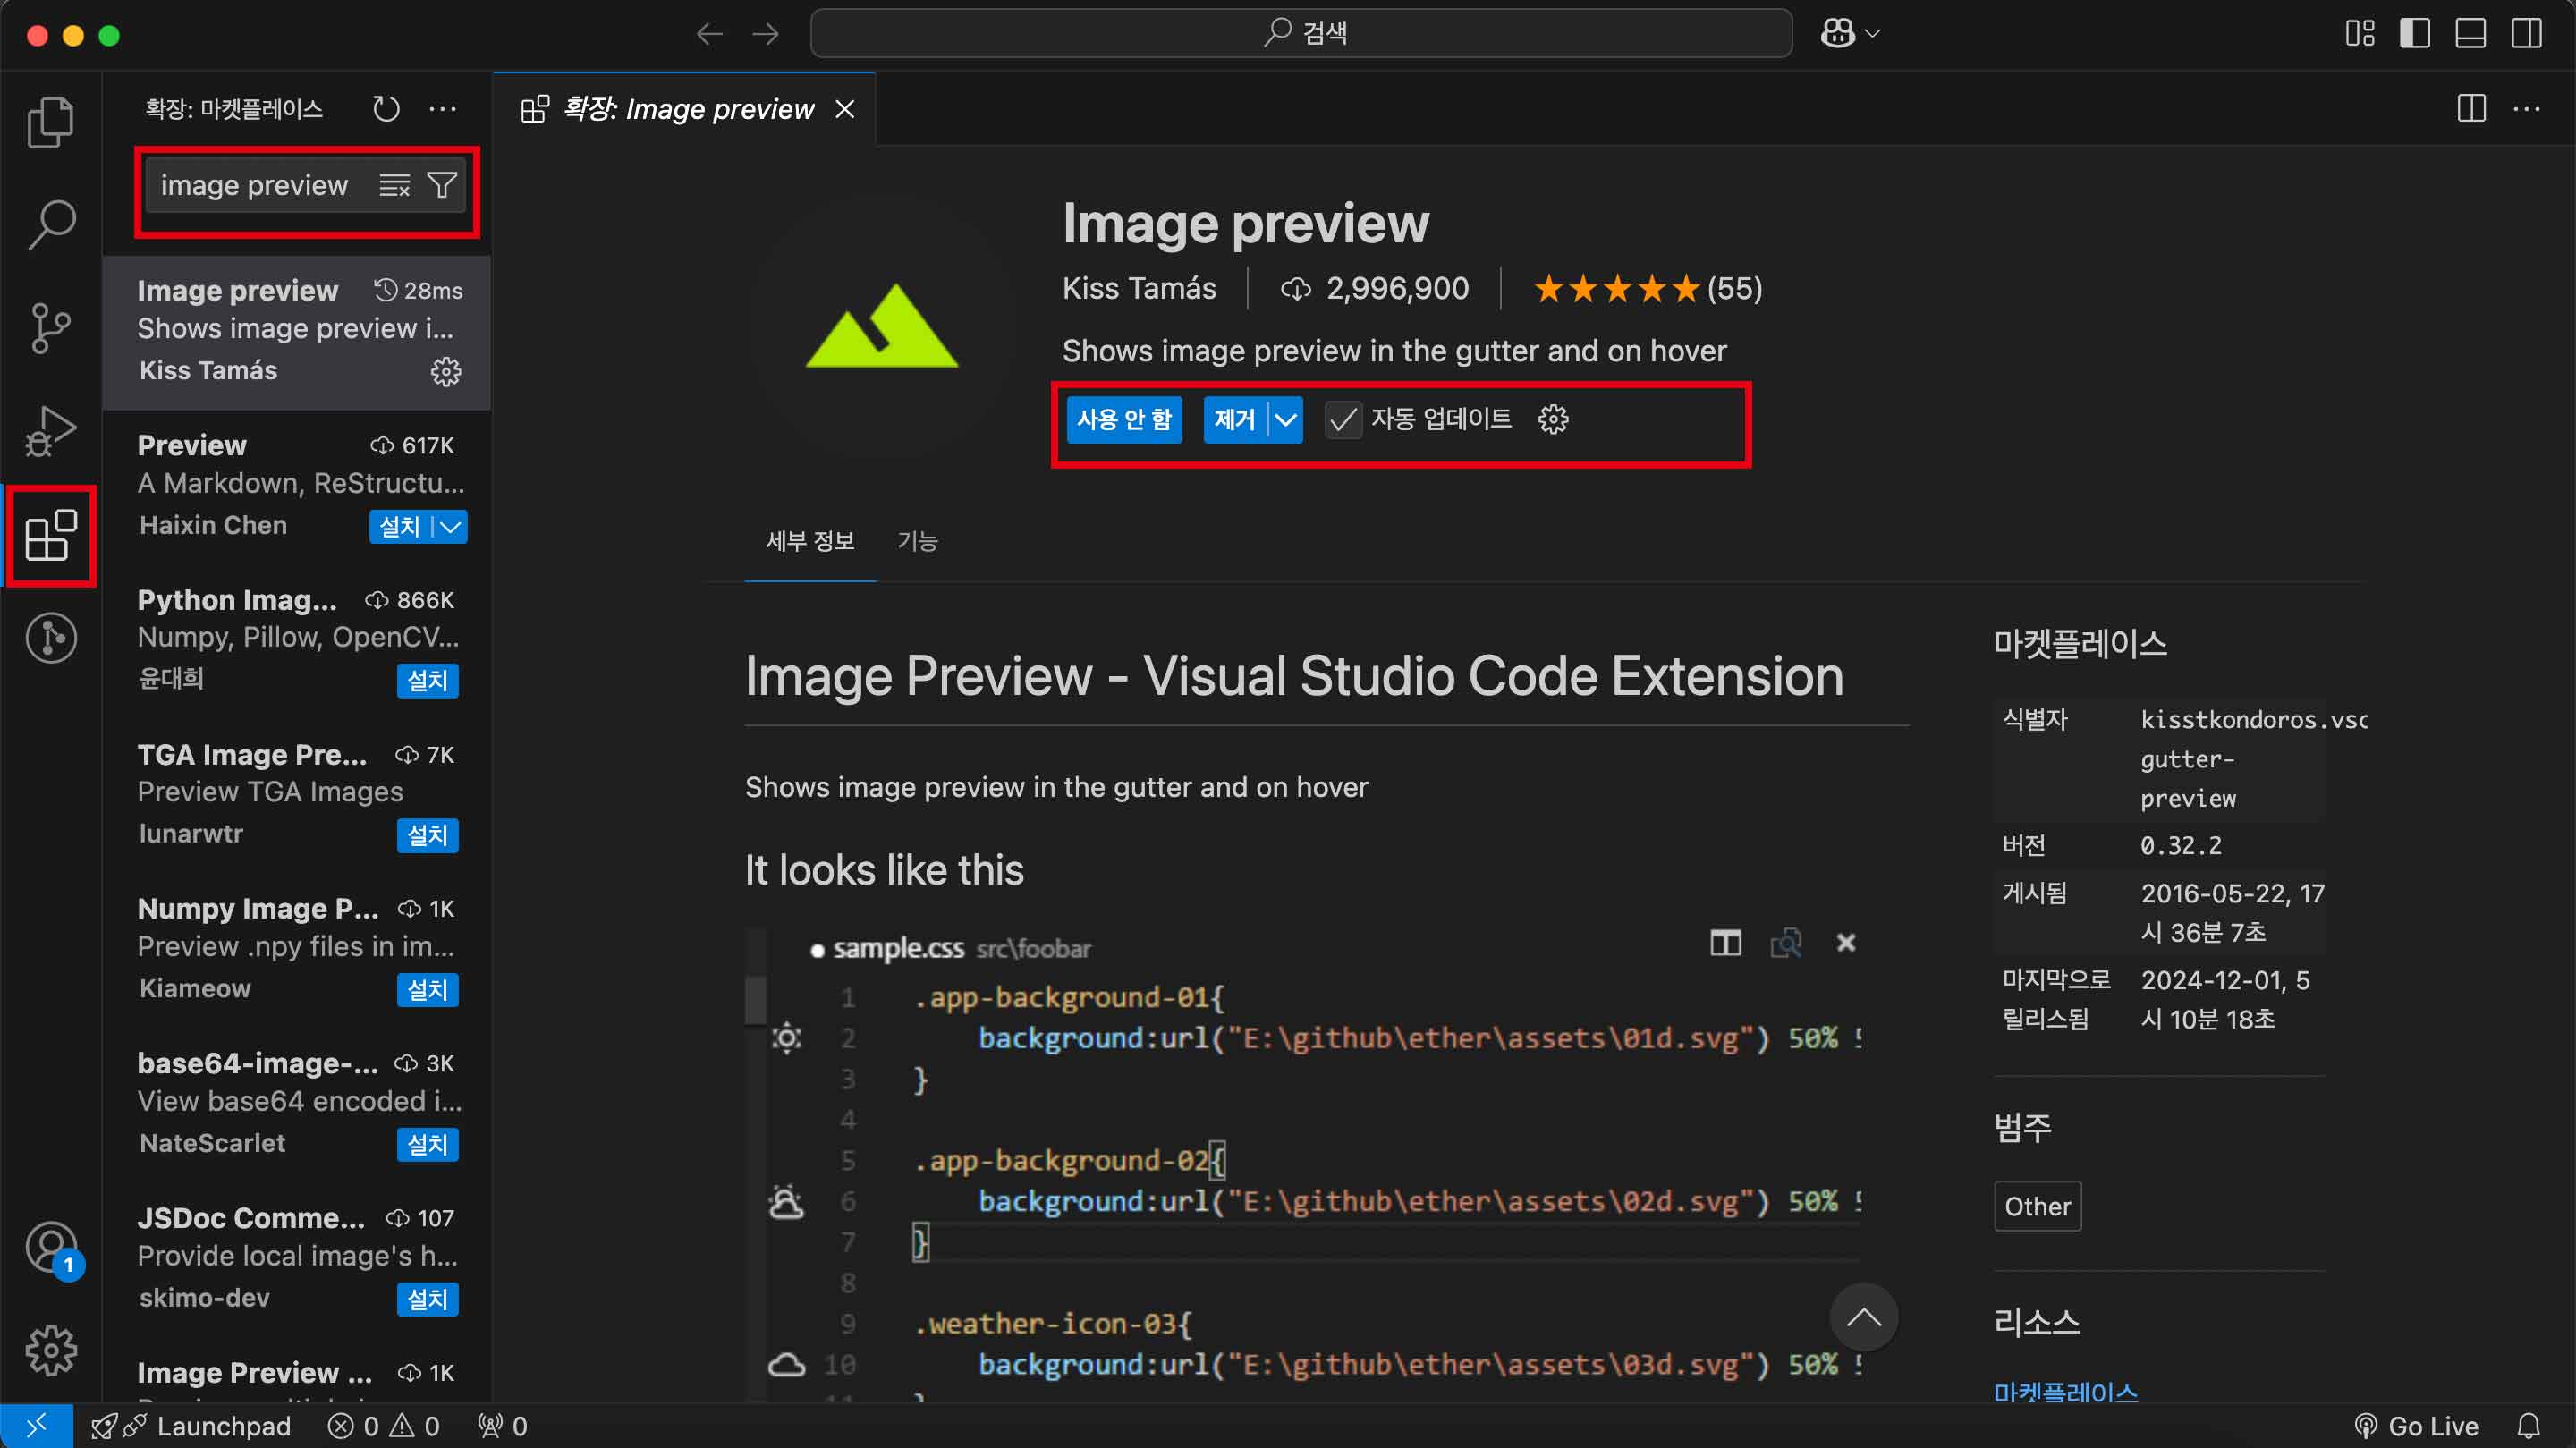 검색
확장: 마켓플레이스
image preview
Image preview 28ms
Shows image preview i...
Kiss Tamás
Preview 617K
A Markdown, ReStructu...
Haixin Chen 설치
Python Imag... 866K
Numpy, Pillow, OpenCV...
윤대희 설치
TGA Image Pre... 7K
Preview TGA Images
lunarwtr 설치
Numpy Image P... 1K
Preview .npy files in im...
Kiameow 설치
base64-image-... 3K
View base64 encoded i...
NateScarlet 설치
JSDoc Comme... 107
Provide local image's h...
skimo-dev 설치
Image Preview ... 1K
1
확장: Image preview
Image preview
Kiss Tamás 2,996,900 ★★★★★(55)
Shows image preview in the gutter and on hover
사용 안 함 제거 자동 업데이트
세부 정보 기능
Image Preview - Visual Studio Code Extension
Shows image preview in the gutter and on hover
It looks like this
● sample.css src\foobar
1 .app-background-01{
2 background:url("E:\github\ether\assets\01d.svg") 50%
3 }
4
5 .app-background-02{
6 background:url("E:\github\ether\assets\02d.svg") 50%
7 }
8
9 .weather-icon-03{
10 background:url("E:\github\ether\assets\03d.svg") 50%
마켓플레이스
식별자 kisstkondoros.vsc
gutter-
preview
버전 0.32.2
게시됨 2016-05-22, 17
시 36분 7초
마지막으로 2024-12-01, 5
릴리스됨 시 10분 18초
범주
Other
리소스
마켓플레이스
Launchpad 0 0 0 Go Live